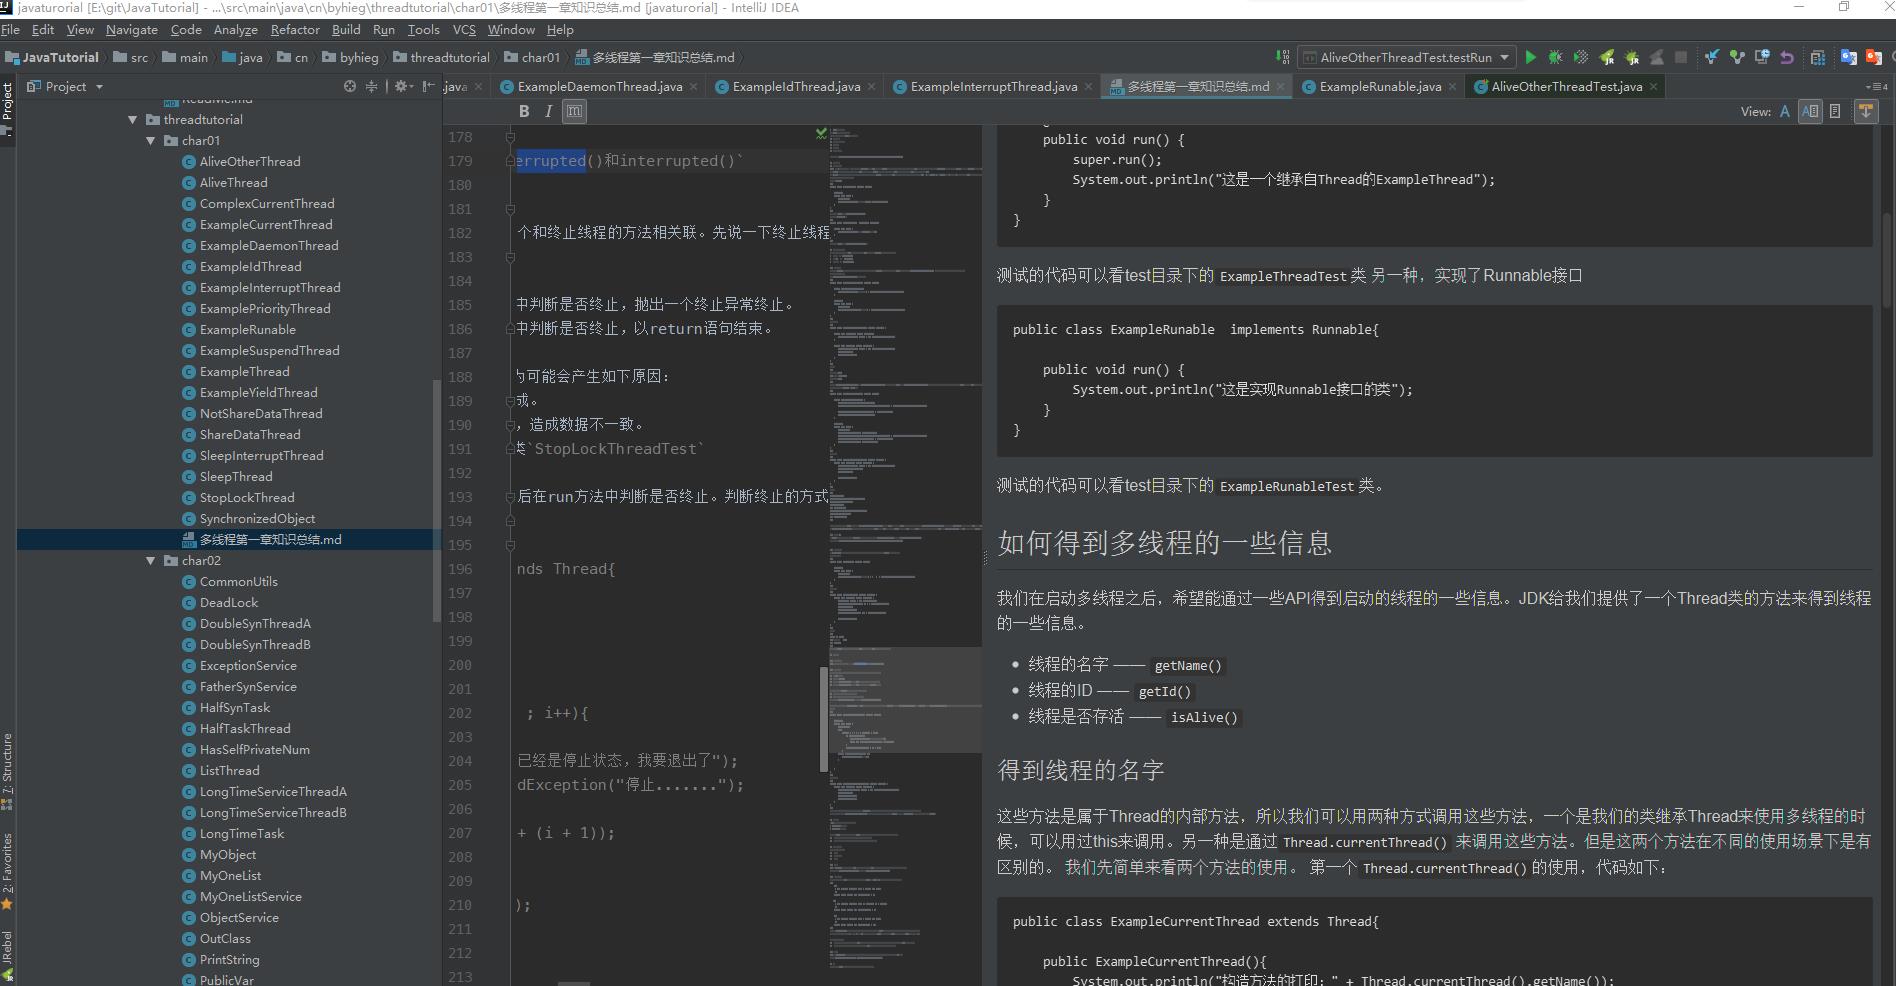 javaturorial [E:\git\JavaTutorial] - ...\src\main\java\cn\byhieg\threadtutorial\char01\多线程第一章知识总结.md [javaturorial] - IntelliJ IDEA
File Edit View Navigate Code Analyze Refactor Build Run Tools VCS Window Help
JavaTutorial src main java cn byhieg threadtutorial char01 多线程第一章知识总结.md
AliveOtherThreadTest.testRun
Project
.java ExampleDaemonThread.java ExampleIdThread.java ExampleInterruptThread.java 多线程第一章知识总结.md ExampleRunable.java AliveOtherThreadTest.java
B I m
View: A
Project
7: Structure
2: Favorites
JRebel
ReadMe.md
threadtutorial
char01
AliveOtherThread
AliveThread
ComplexCurrentThread
ExampleCurrentThread
ExampleDaemonThread
ExampleIdThread
ExampleInterruptThread
ExamplePriorityThread
ExampleRunable
ExampleSuspendThread
ExampleThread
ExampleYieldThread
NotShareDataThread
ShareDataThread
SleepInterruptThread
SleepThread
StopLockThread
SynchronizedObject
多线程第一章知识总结.md
char02
CommonUtils
DeadLock
DoubleSynThreadA
DoubleSynThreadB
ExceptionService
FatherSynService
HalfSynTask
HalfTaskThread
HasSelfPrivateNum
ListThread
LongTimeServiceThreadA
LongTimeServiceThreadB
LongTimeTask
MyObject
MyOneList
MyOneListService
ObjectService
OutClass
PrintString
PublicVar
178
179 errupted()和interrupted()`
180
181
182 个和终止线程的方法相关联。先说一下终止线程
183
184
185 中判断是否终止，抛出一个终止异常终止。
186 中判断是否终止，以return语句结束。
187
188 为可能会产生如下原因：
189 成。
190 ，造成数据不一致。
191 类`StopLockThreadTest`
192
193 后在run方法中判断是否终止。判断终止的方式
194
195
196 nds Thread{
197
198
199
200
201
202 ; i++){
203
204 已经是停止状态，我要退出了");
205 dException("停止.......");
206
207 + (i + 1));
208
209
210 );
211
212
213
public void run() {
super.run();
System.out.println("这是一个继承自Thread的ExampleThread");
}
}
测试的代码可以看test目录下的 ExampleThreadTest 类 另一种，实现了Runnable接口
public class ExampleRunable  implements Runnable{
public void run() {
System.out.println("这是实现Runnable接口的类");
}
}
测试的代码可以看test目录下的 ExampleRunableTest 类。
如何得到多线程的一些信息
我们在启动多线程之后，希望能通过一些API得到启动的线程的一些信息。JDK给我们提供了一个Thread类的方法来得到线程
的一些信息。
• 线程的名字 —— getName()
• 线程的ID —— getId()
• 线程是否存活 —— isAlive()
得到线程的名字
这些方法是属于Thread的内部方法，所以我们可以用两种方式调用这些方法，一个是我们的类继承Thread来使用多线程的时
候，可以用过this来调用。另一种是通过 Thread.currentThread() 来调用这些方法。但是这两个方法在不同的使用场景下是有
区别的。 我们先简单来看两个方法的使用。 第一个 Thread.currentThread() 的使用，代码如下：
public class ExampleCurrentThread extends Thread{
public ExampleCurrentThread(){
System.out.println("构造方法的打印：" + Thread.currentThread().getName());